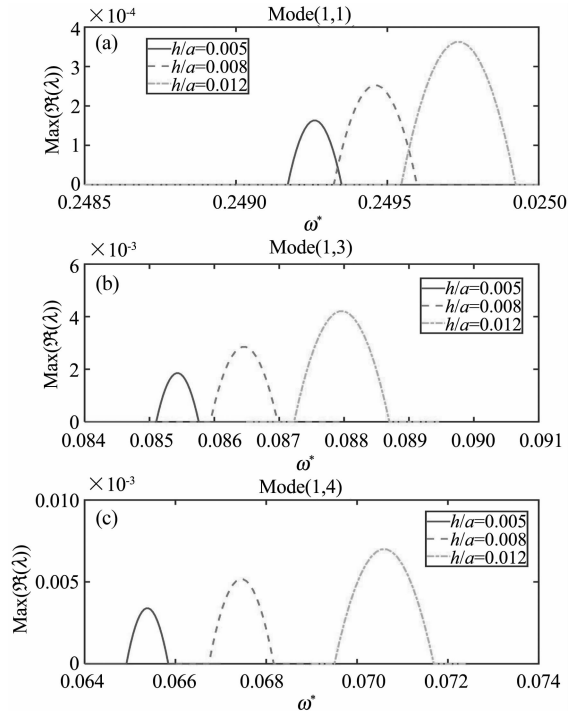 Mode(1,1)
×10⁻⁴
(a)
h/a=0.005
h/a=0.008
h/a=0.012
Max(ℜ(λ))
4
3
2
1
0
0.2485 0.2490 0.2495 0.0250
ω*
Mode(1,3)
×10⁻³
(b)
h/a=0.005
h/a=0.008
h/a=0.012
Max(ℜ(λ))
6
4
2
0
0.084 0.085 0.086 0.087 0.088 0.089 0.090 0.091
ω*
Mode(1,4)
×10⁻³
(c)
h/a=0.005
h/a=0.008
h/a=0.012
Max(ℜ(λ))
0.010
0.005
0
0.064 0.066 0.068 0.070 0.072 0.074
ω*